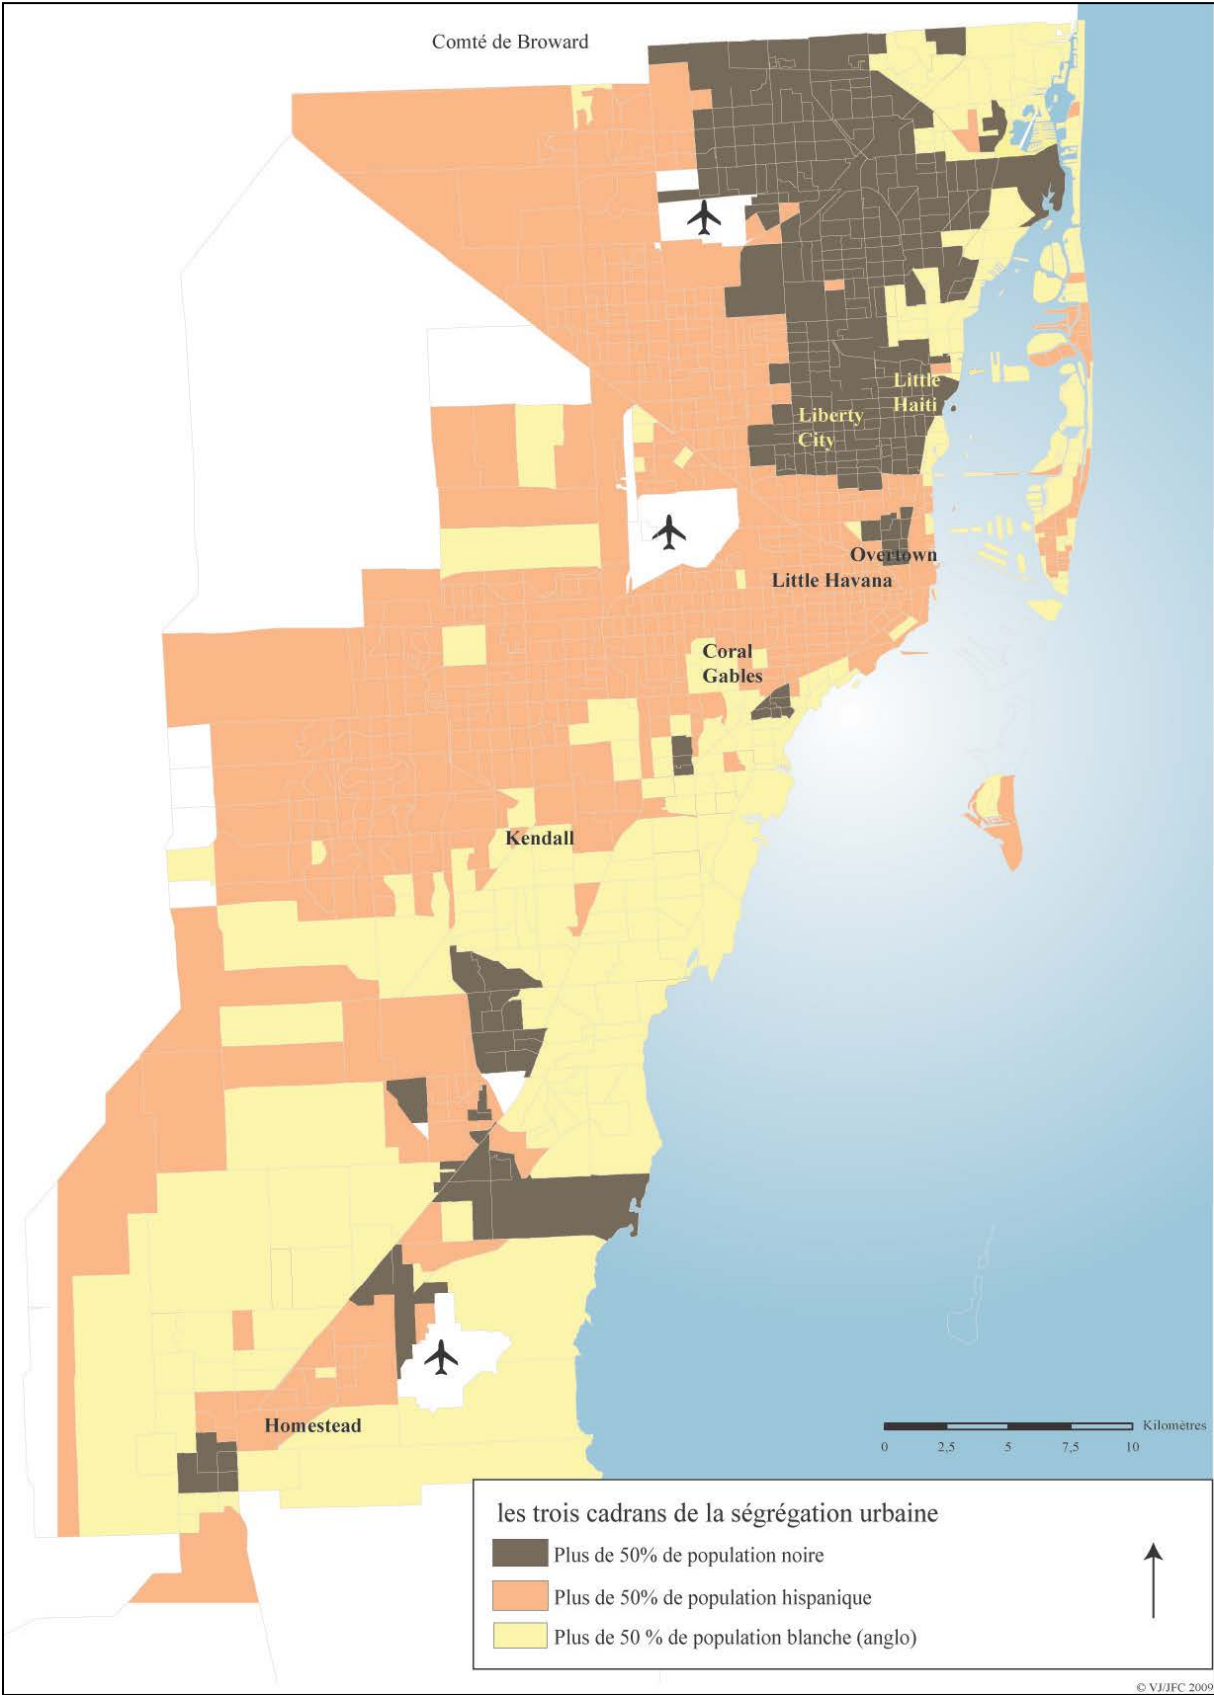 Comté de Broward
Little
Haiti
Liberty
City
Overtown
Little Havana
Coral
Gables
Kendall
Homestead
Kilomètres
0 2,5 5 7,5 10
les trois cadrans de la ségrégation urbaine
Plus de 50% de population noire
Plus de 50% de population hispanique
Plus de 50 % de population blanche (anglo)
© VJ/JFC 2009